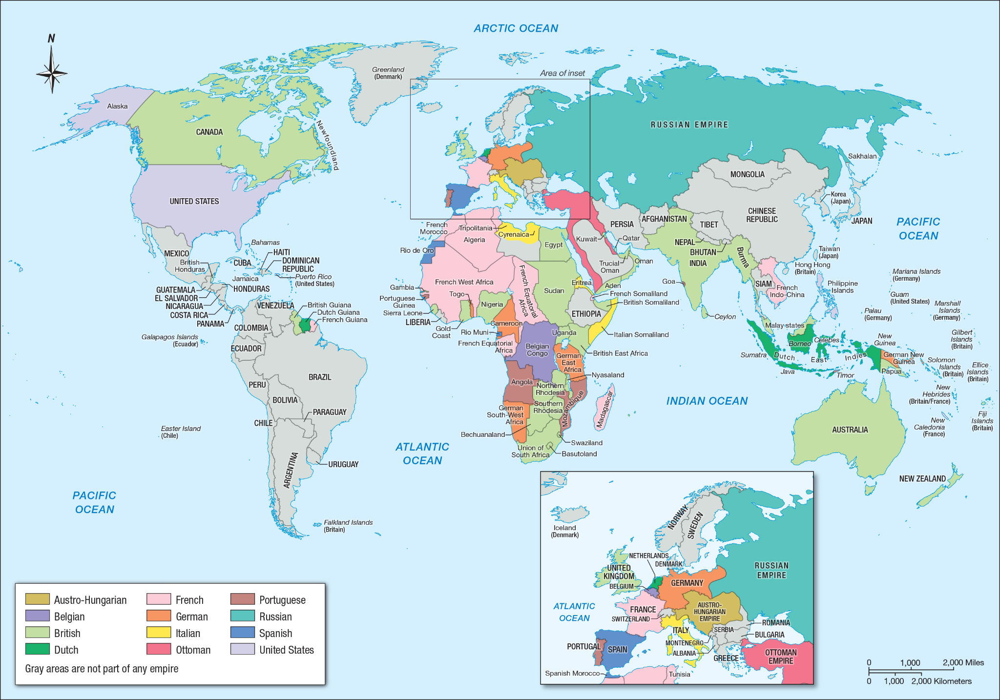 ARCTIC OCEAN
N
Greenland
(Denmark)
Area of inset
Alaska
CANADA
Newfoundland
RUSSIAN EMPIRE
Sakhalan
MONGOLIA
UNITED STATES
Korea
(Japan)
JAPAN
CHINESE
REPUBLIC
PACIFIC
OCEAN
AFGHANISTAN
PERSIA
TIBET
French
Morocco
Tripolitania
Cyrenaica
Algeria
Kuwait
Qatar
NEPAL
BHUTAN
Egypt
Rio de Oro
Bahamas
MEXICO
HAITI
CUBA
DOMINICAN
REPUBLIC
British
Honduras
Jamaica
Puerto Rico
(United States)
Taiwan
(Japan)
Trucial
Oman
Oman
INDIA
Burma
Hong Hong
(Britain)
Mariana Islands
(Germany)
GUATEMALA
EL SALVADOR
HONDURAS
NICARAGUA
COSTA RICA
PANAMA
Gambia
French West Africa
French Equatorial
Africa
Sudan
Eritrea
Aden
Goa
SIAM
French
Indo-China
Philippine
Islands
Guam
(United States)
Portuguese
Guinea
Togo
Nigeria
French Somaliland
British Somaliland
Sierra Leone
LIBERIA
ETHIOPIA
Ceylon
Palau
(Germany)
Marshall
Islands
(Germany)
VENEZUELA
British Guiana
Dutch Guiana
French Guiana
COLOMBIA
Gold
Coast
Cameroon
Rio Muni
Uganda
Italian Somaliland
Malay states
Galapagos Islands
(Ecuador)
ECUADOR
French Equatorial
Africa
Belgian
Congo
British East Africa
Sumatra
Borneo
Celebes
Dutch East Indies
New
Guinea
German New
Guinea
Gilbert
Islands
(Britain)
German
East
Africa
Java
Timor
Papua
Solomon
Islands
(Britain)
Ellice
Islands
(Britain)
BRAZIL
PERU
Angola
Nyasaland
Northern
Rhodesia
Mozambique
Madagascar
INDIAN OCEAN
New
Hebrides
(Britain/France)
BOLIVIA
PARAGUAY
German
South-West
Africa
Southern
Rhodesia
Fiji
Islands
(Britain)
CHILE
Easter Island
(Chile)
Bechuanaland
New
Caledonia
(France)
AUSTRALIA
ATLANTIC
OCEAN
Swaziland
Union of
South Africa
Basutoland
ARGENTINA
URUGUAY
NEW ZEALAND
PACIFIC
OCEAN
Falkland Islands
(Britain)
Iceland
(Denmark)
NORWAY
SWEDEN
NETHERLANDS
DENMARK
UNITED
KINGDOM
BELGIUM
GERMANY
RUSSIAN
EMPIRE
ATLANTIC
OCEAN
FRANCE
SWITZERLAND
AUSTRO-
HUNGARIAN
EMPIRE
ROMANIA
SERBIA
BULGARIA
ITALY
MONTENEGRO
ALBANIA
GREECE
PORTUGAL
SPAIN
OTTOMAN
EMPIRE
Spanish Morocco
Tunisia
Austro-Hungarian
Belgian
British
Dutch
French
German
Italian
Ottoman
Portuguese
Russian
Spanish
United States
Gray areas are not part of any empire
0 1,000 2,000 Miles
0 1,000 2,000 Kilometers